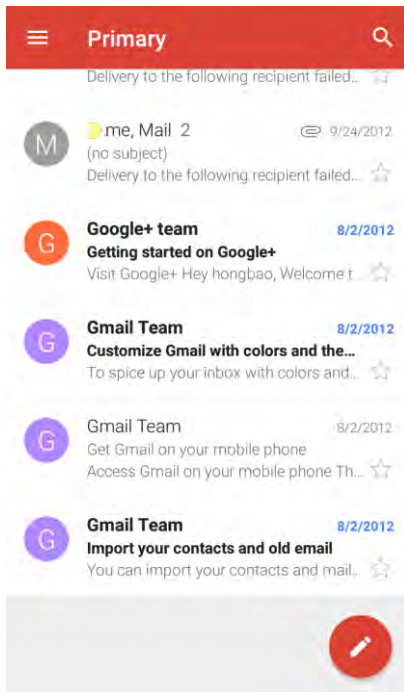 Primary
Delivery to the following recipient failed...
M
me, Mail 2 9/24/2012
(no subject)
Delivery to the following recipient failed...
G
Google+ team 8/2/2012
Getting started on Google+
Visit Google+ Hey hongbao, Welcome t...
G
Gmail Team 8/2/2012
Customize Gmail with colors and the...
To spice up your inbox with colors and...
G
Gmail Team 8/2/2012
Get Gmail on your mobile phone
Access Gmail on your mobile phone Th...
G
Gmail Team 8/2/2012
Import your contacts and old email
You can import your contacts and mail...